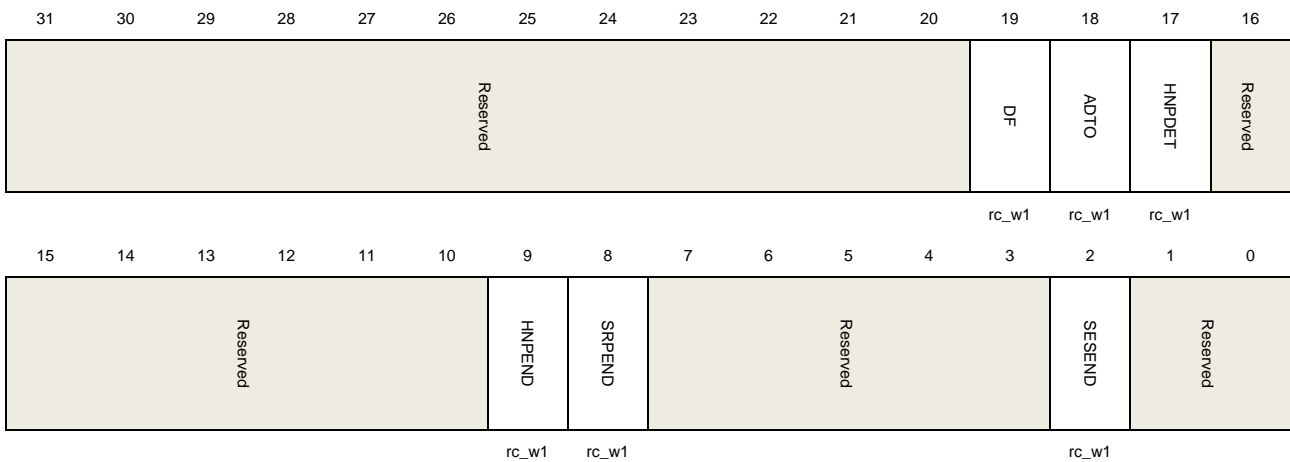 31 30 29 28 27 26 25 24 23 22 21 20 19 18 17 16
Reserved DF ADTO HNPDET Reserved
rc_w1 rc_w1 rc_w1
15 14 13 12 11 10 9 8 7 6 5 4 3 2 1 0
Reserved HNPEND SRPEND Reserved SESEND Reserved
rc_w1 rc_w1 rc_w1